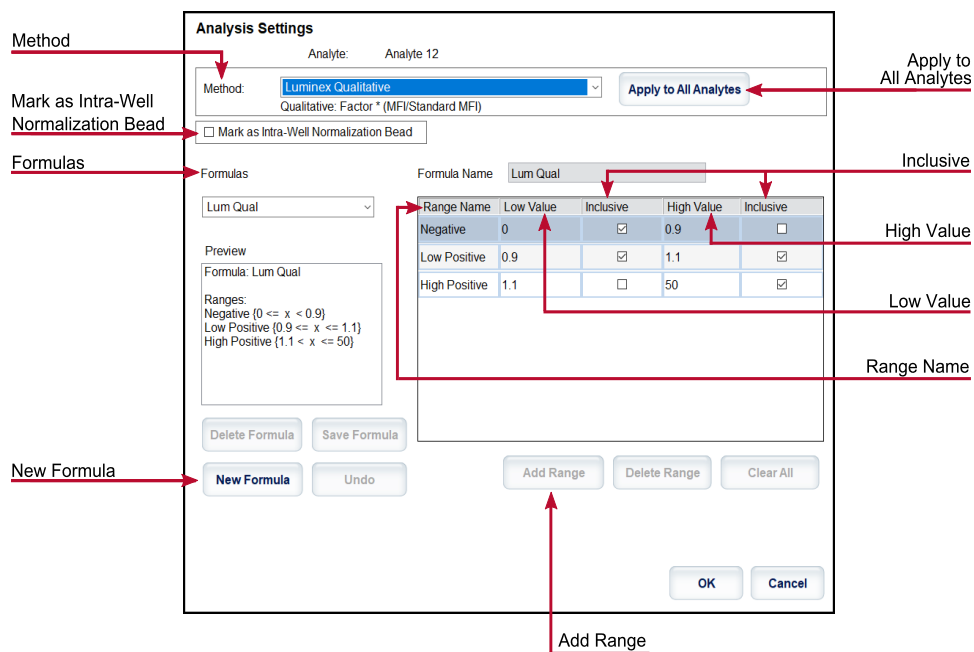 Analysis Settings
Method
Analyte: Analyte 12
Apply to
All Analytes
Method: Luminex Qualitative Apply to All Analytes
Qualitative: Factor * (MFI/Standard MFI)
Mark as Intra-Well
Normalization Bead
Mark as Intra-Well Normalization Bead
Formulas
Inclusive
Formulas
Formula Name Lum Qual
Lum Qual
Range Name Low Value Inclusive High Value Inclusive
Negative 0 0.9
Low Positive 0.9 1.1
High Positive 1.1 50
High Value
Low Value
Range Name
Preview
Formula: Lum Qual
Ranges:
Negative {0 <= x < 0.9}
Low Positive {0.9 <= x <= 1.1}
High Positive {1.1 < x <= 50}
Delete Formula Save Formula
New Formula
New Formula Undo
Add Range Delete Range Clear All
OK Cancel
Add Range